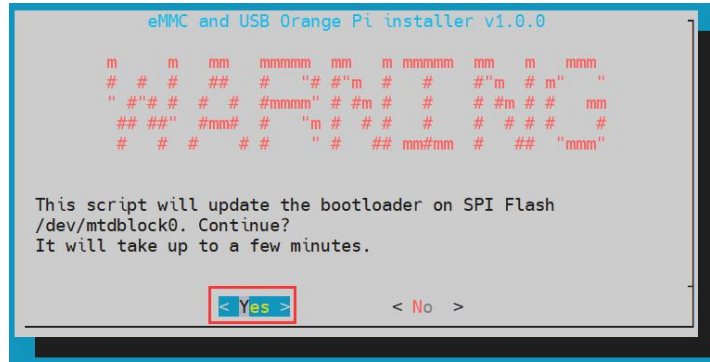 eMMC and USB Orange Pi installer v1.0.0
WARNING
This script will update the bootloader on SPI Flash
/dev/mtdblock0. Continue?
It will take up to a few minutes.
< Yes > < No >